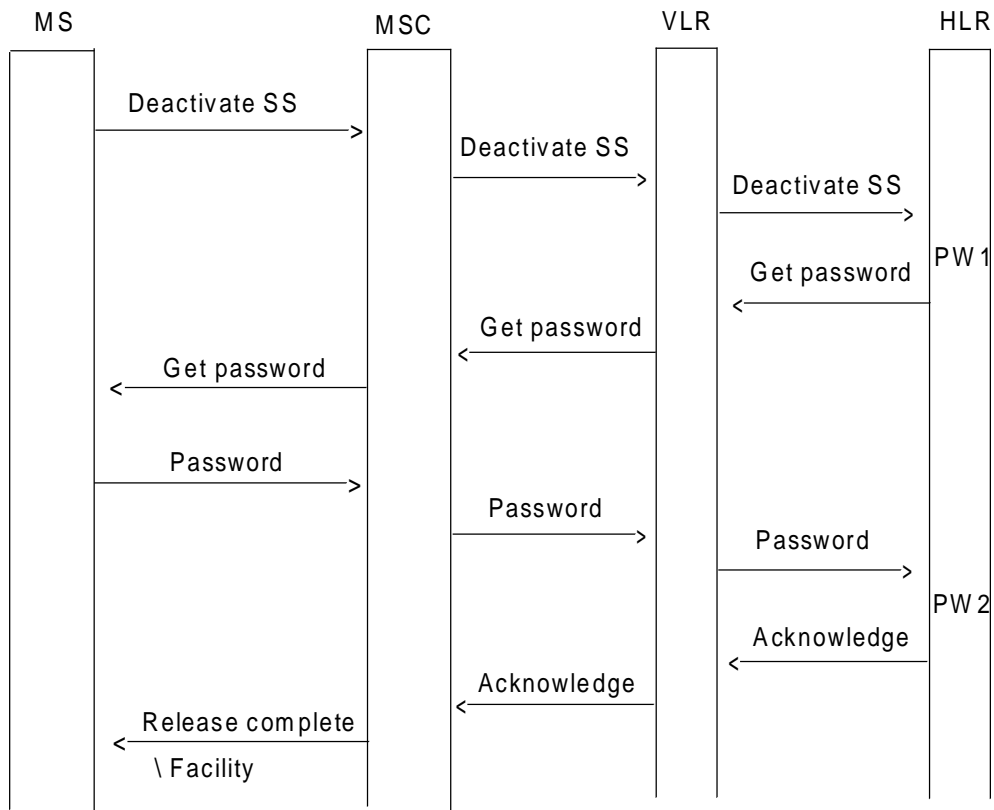 MS
MSC
VLR
HLR
Deactivate SS
Deactivate SS
Deactivate SS
PW1
Get password
Get password
Get password
Password
Password
Password
PW2
Acknowledge
Acknowledge
Release complete
\ Facility